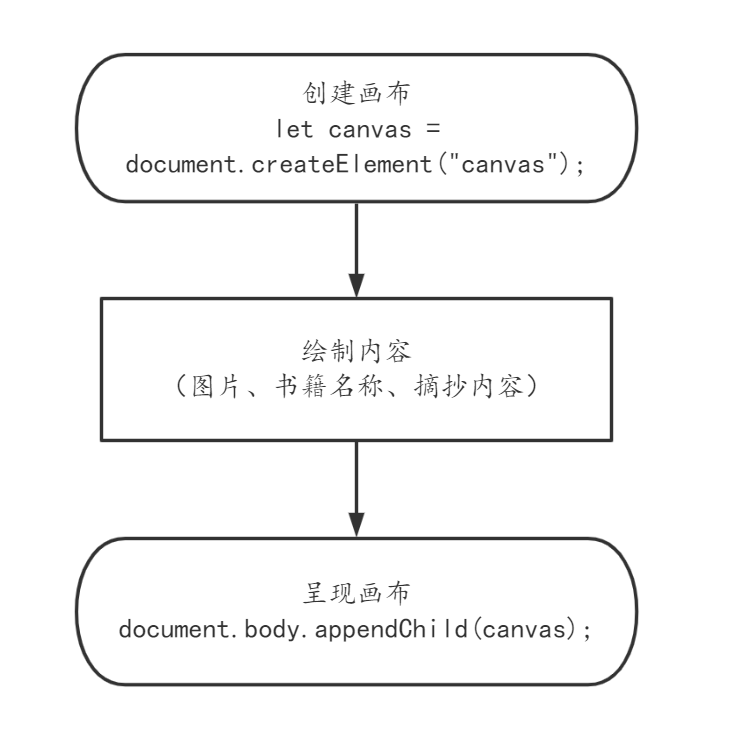 创建画布
let canvas =
document.createElement("canvas");
绘制内容
（图片、书籍名称、摘抄内容）
呈现画布
document.body.appendChild(canvas);